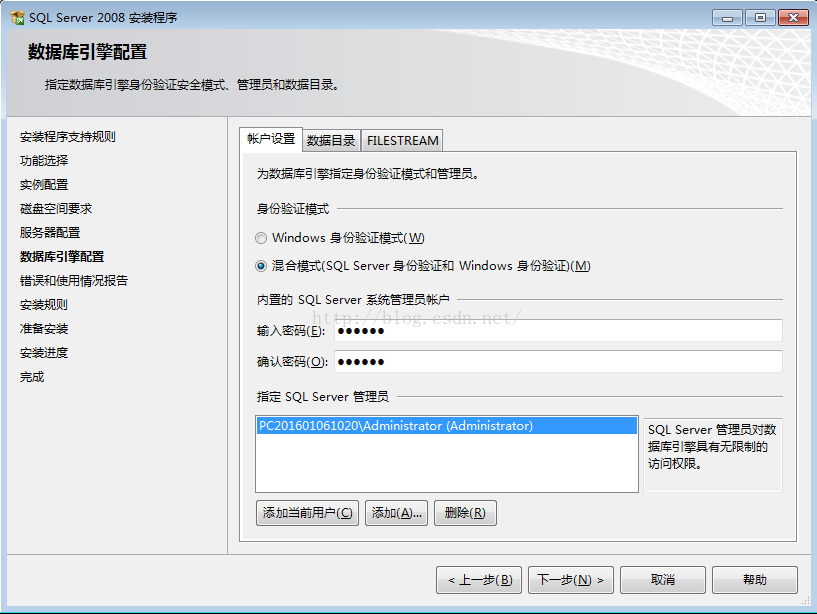 SQL Server 2008 安装程序
数据库引擎配置
指定数据库引擎身份验证安全模式、管理员和数据目录。
安装程序支持规则
功能选择
实例配置
磁盘空间要求
服务器配置
数据库引擎配置
错误和使用情况报告
安装规则
准备安装
安装进度
完成
帐户设置 数据目录 FILESTREAM
为数据库引擎指定身份验证模式和管理员。
身份验证模式
Windows 身份验证模式(W)
混合模式(SQL Server 身份验证和 Windows 身份验证)(M)
内置的 SQL Server 系统管理员帐户
http://blog.csdn.net/
输入密码(E): ●●●●●●
确认密码(O): ●●●●●●
指定 SQL Server 管理员
PC201601061020\Administrator (Administrator)
SQL Server 管理员对数
据库引擎具有无限制的
访问权限。
添加当前用户(C) 添加(A)... 删除(R)
< 上一步(B) 下一步(N) > 取消 帮助